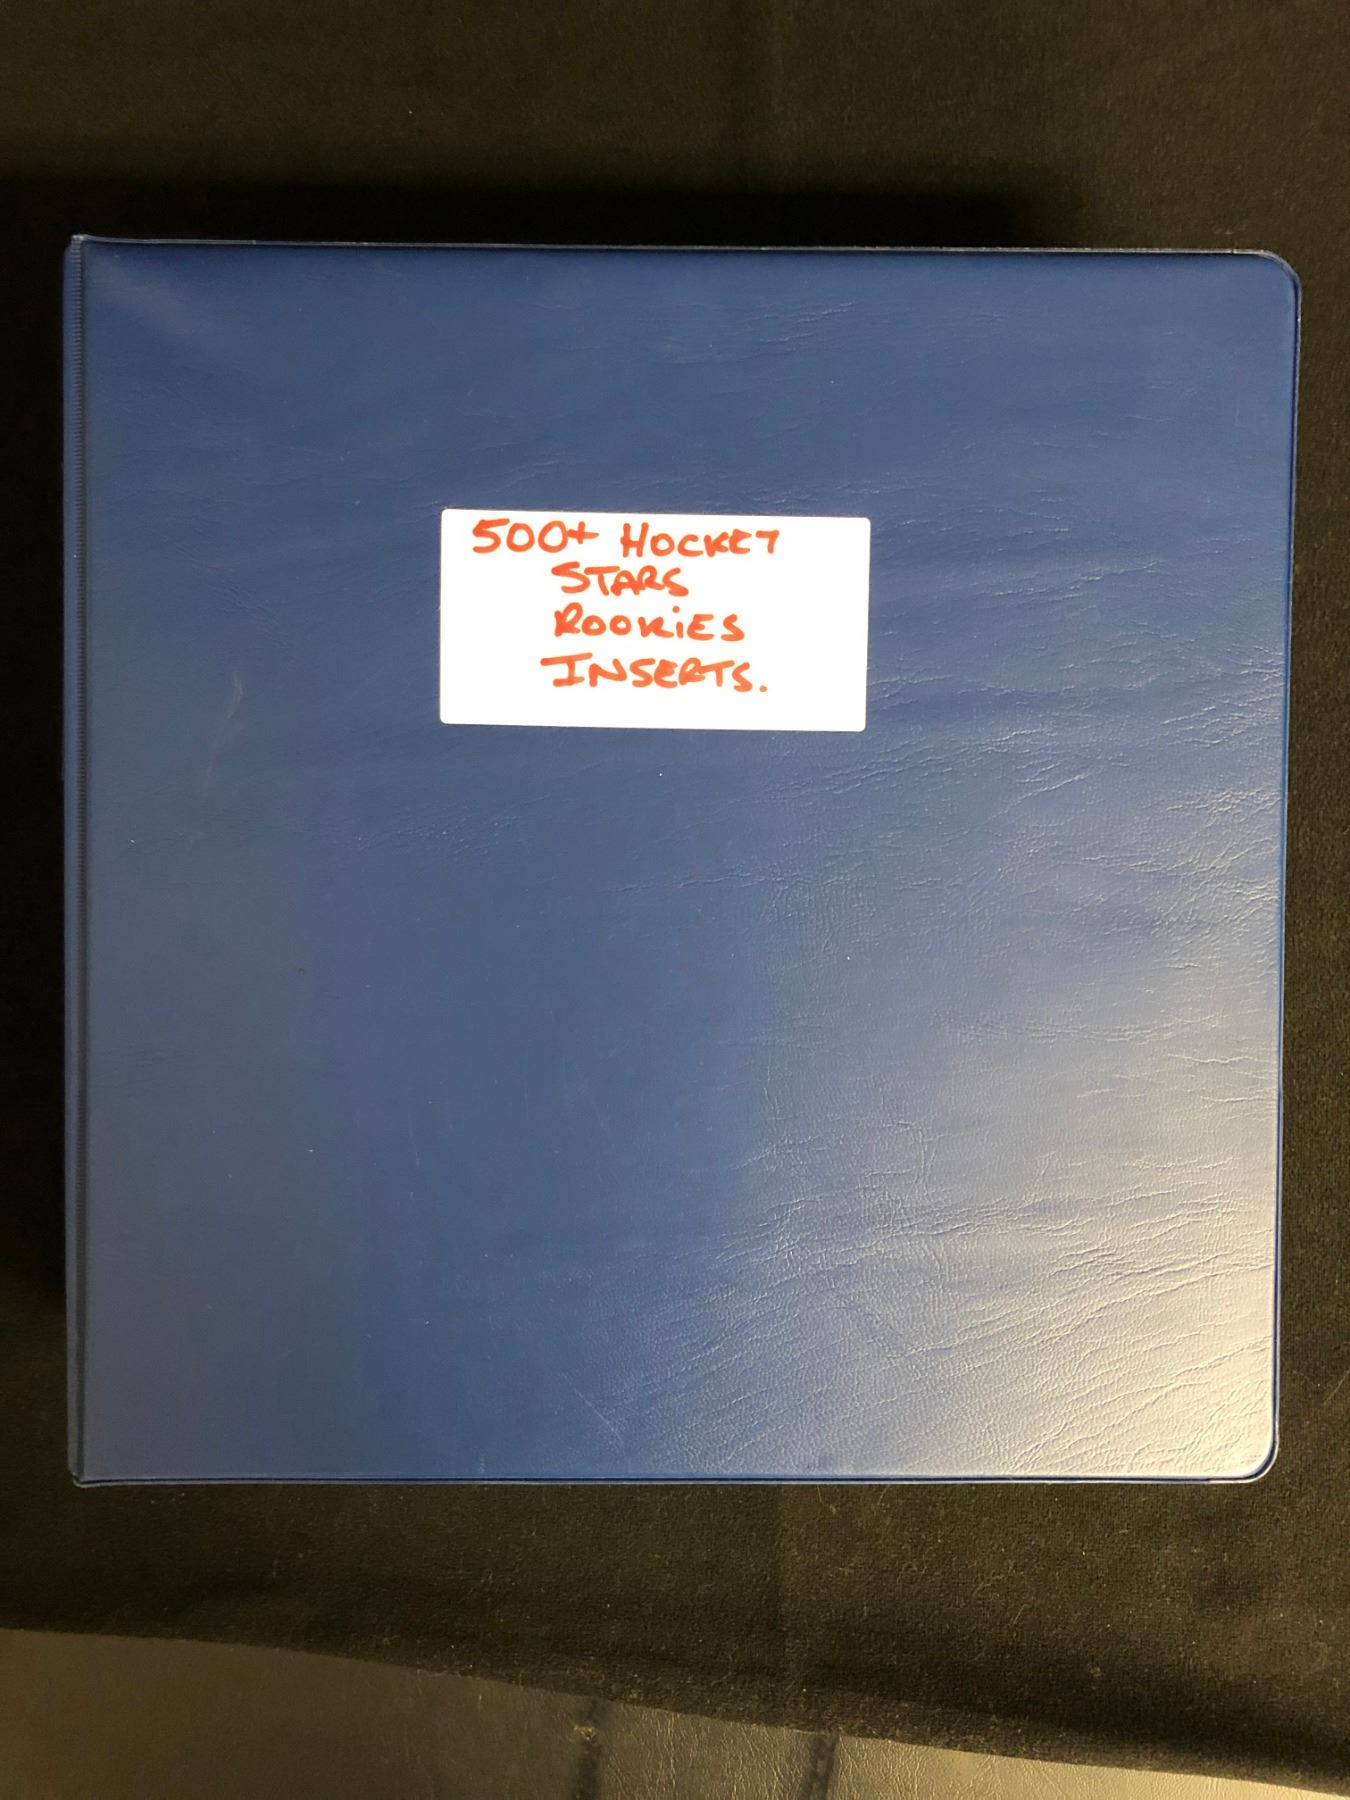 500+ HOCKEY
STARS
ROOKIES
INSERTS.